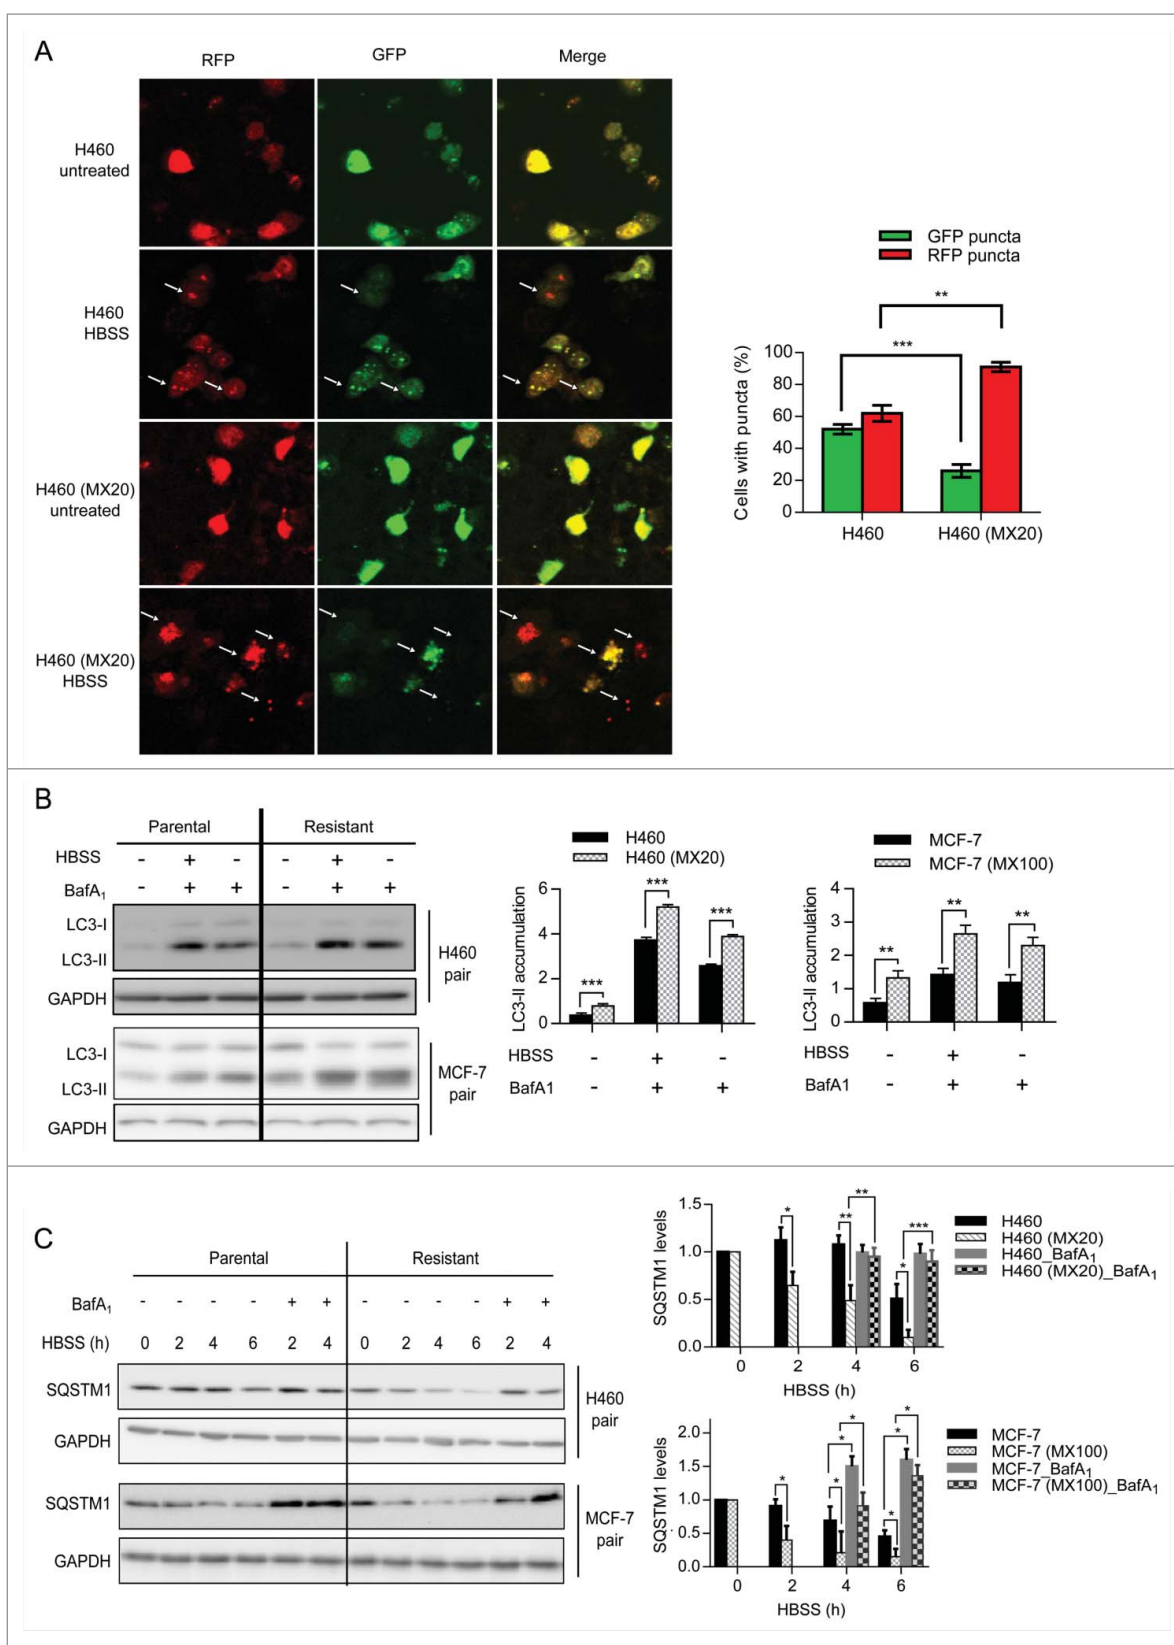 A
RFP GFP Merge
H460
untreated
H460
HBSS
H460 (MX20)
untreated
H460 (MX20)
HBSS
GFP puncta
RFP puncta
**
***
Cells with puncta (%)
100
80
60
40
20
0
H460 H460 (MX20)
B
Parental Resistant
HBSS - + - - + -
BafA1 - + + - + +
LC3-I
LC3-II
GAPDH
H460
pair
LC3-I
LC3-II
GAPDH
MCF-7
pair
H460
H460 (MX20)
LC3-II accumulation
6
4
2
0
*** *** ***
HBSS - + -
BafA1 - + +
MCF-7
MCF-7 (MX100)
LC3-II accumulation
4
3
2
1
0
** ** **
HBSS - + -
BafA1 - + +
C
Parental Resistant
BafA1 - - - - + + - - - - + +
HBSS (h) 0 2 4 6 2 4 0 2 4 6 2 4
SQSTM1
GAPDH
H460
pair
SQSTM1
GAPDH
MCF-7
pair
SQSTM1 levels
1.5
1.0
0.5
0.0
* ** ** * ***
0 2 4 6
HBSS (h)
H460
H460 (MX20)
H460_BafA1
H460 (MX20)_BafA1
SQSTM1 levels
2.0
1.5
1.0
0.5
0.0
* * * * * * *
0 2 4 6
HBSS (h)
MCF-7
MCF-7 (MX100)
MCF-7_BafA1
MCF-7 (MX100)_BafA1